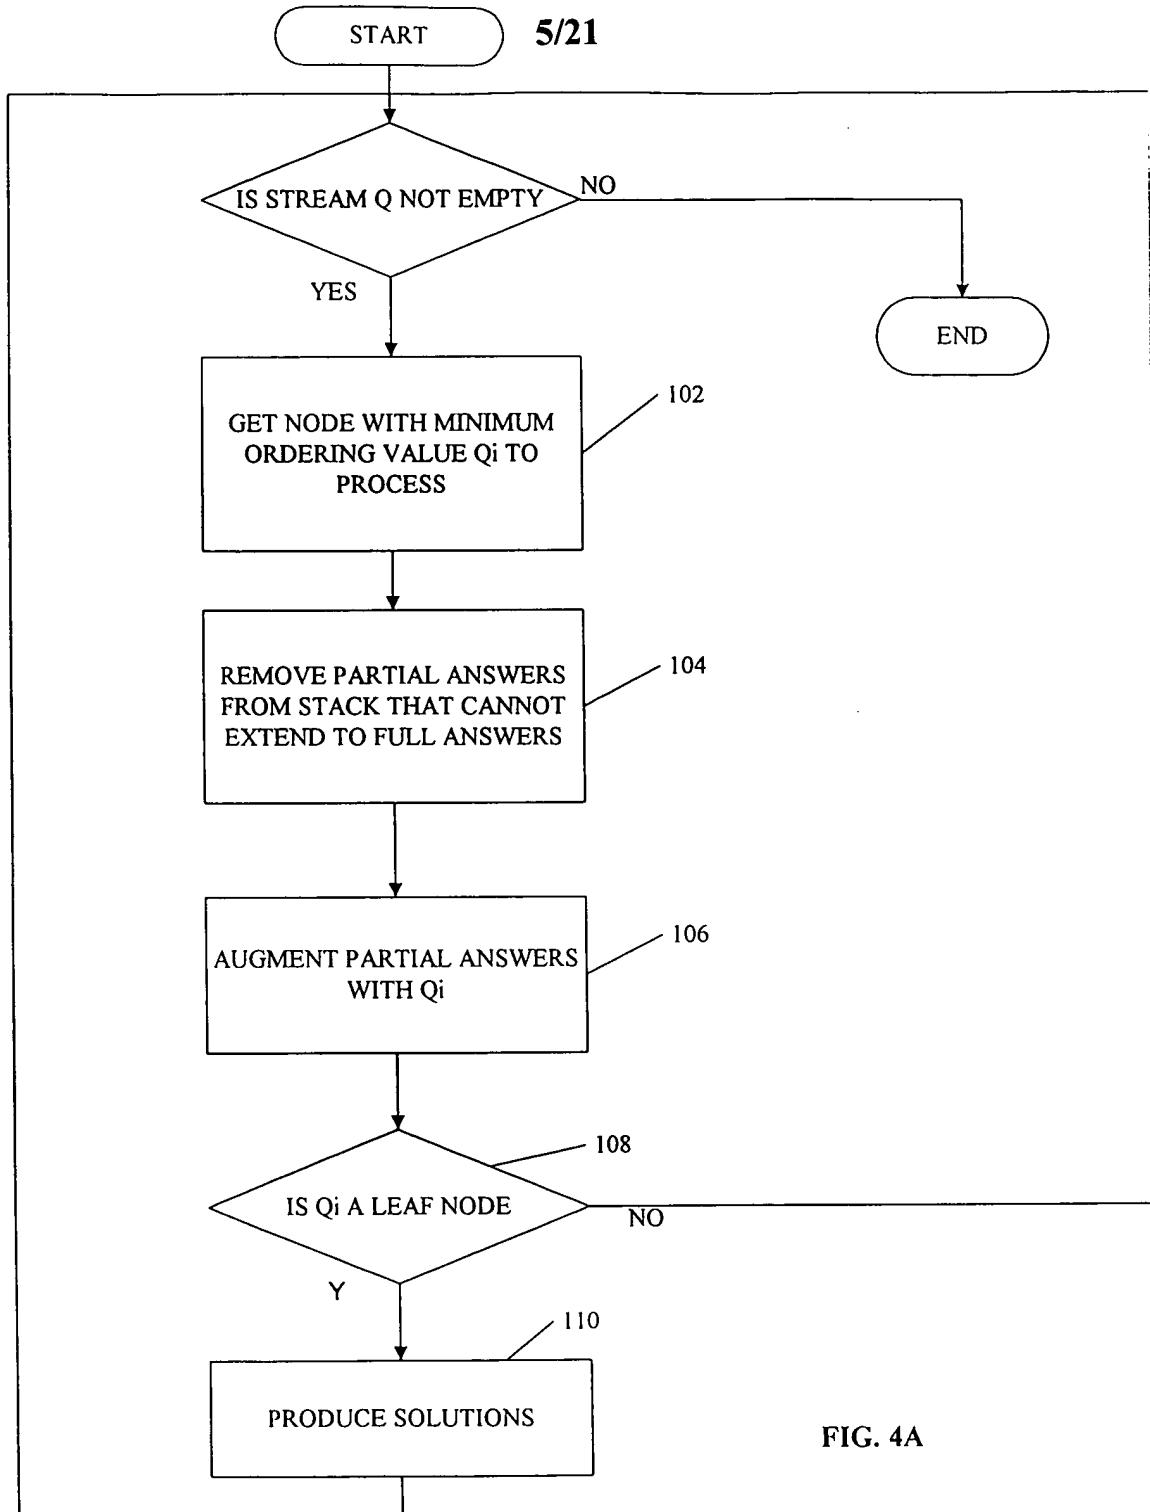 START
5/21
IS STREAM Q NOT EMPTY
NO
YES
END
102
GET NODE WITH MINIMUM
ORDERING VALUE Qi TO
PROCESS
104
REMOVE PARTIAL ANSWERS
FROM STACK THAT CANNOT
EXTEND TO FULL ANSWERS
106
AUGMENT PARTIAL ANSWERS
WITH Qi
108
IS Qi A LEAF NODE
NO
Y
110
PRODUCE SOLUTIONS
FIG. 4A